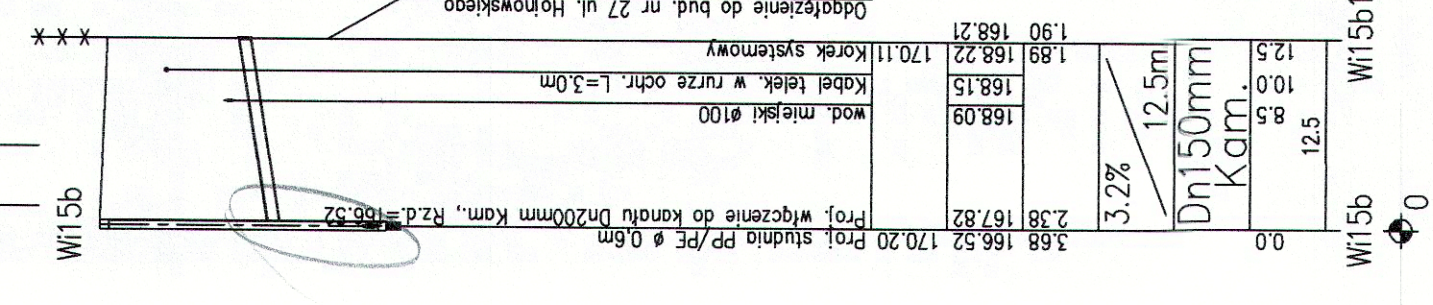 Wi15b
Proj. studnia PP/PE ø 0,6m 170.20 166.52 3.68 0.0
Proj. włączenie do kanału Dn200mm Kam., Rz.d.=166.52 167.82 2.38
wod. miejski ø100 168.09 8.5
Kabel telek. w rurze ochr. L=3.0m 168.15 10.0
Korek systemowy 170.11 168.22 1.89 12.5
168.21 1.90
Odgałęzienie do bud. nr 27 ul. Hojnowskiego
3.2%
12.5m
Dn150mm
Kam.
12.5
Wi15b
Wi15b1
0